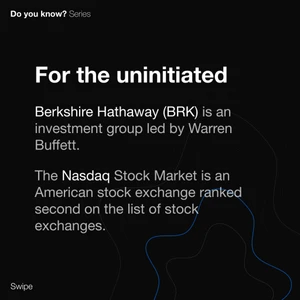 Do you know? Series
For the uninitiated
Berkshire Hathaway (BRK) is an
investment group led by Warren
Buffett.
The Nasdaq Stock Market is an
American stock exchange ranked
second on the list of stock
exchanges.
Swipe